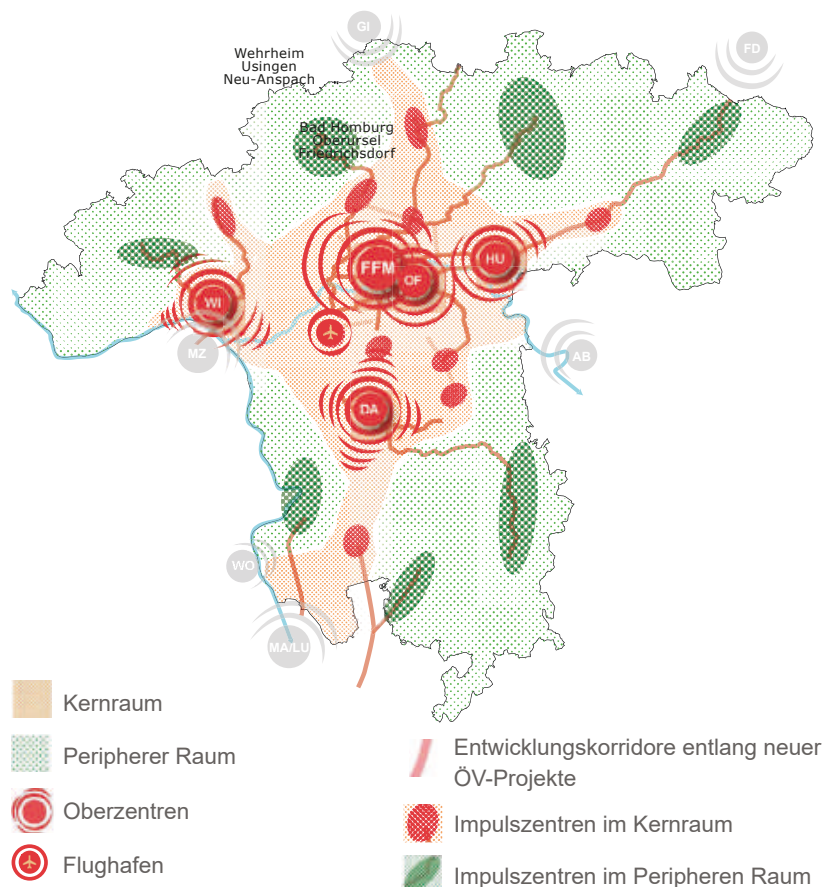 GI
FD
Wehrheim
Usingen
Neu-Anspach
Bad Homburg
Oberursel
Friedrichsdorf
FFM
OF
HU
WI
MZ
AB
DA
WO
MA/LU
Kernraum
Peripherer Raum
Oberzentren
Flughafen
Entwicklungskorridore entlang neuer
ÖV-Projekte
Impulszentren im Kernraum
Impulszentren im Peripheren Raum